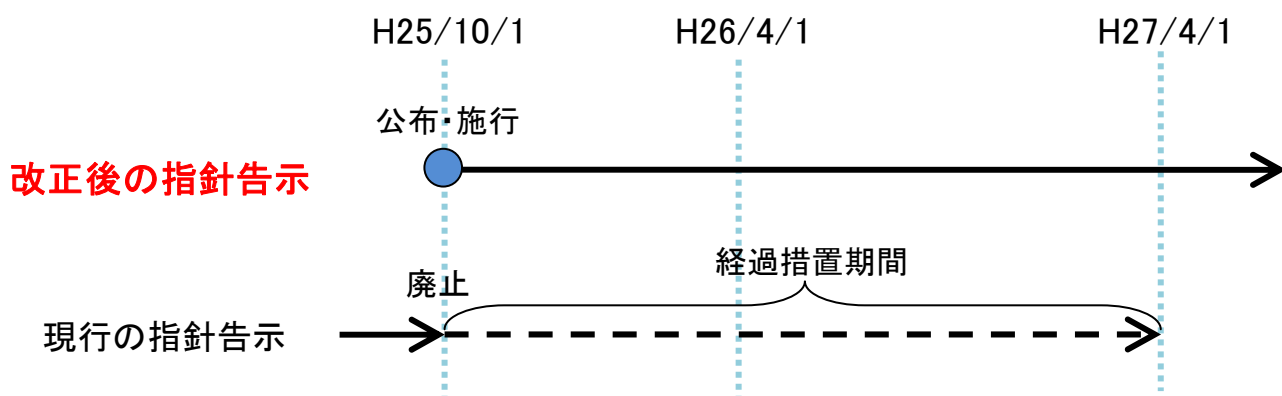 H25/10/1
H26/4/1
H27/4/1
公布・施行
改正後の指針告示
経過措置期間
廃止
現行の指針告示